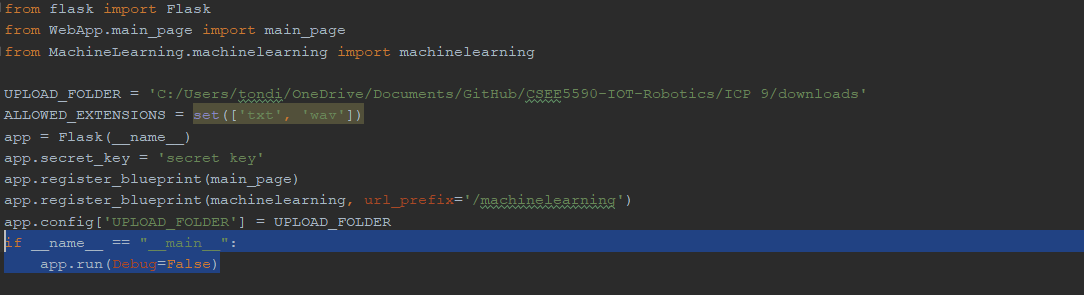 from flask import Flask
from WebApp.main_page import main_page
from MachineLearning.machinelearning import machinelearning

UPLOAD_FOLDER = 'C:/Users/tondi/OneDrive/Documents/GitHub/CSEE5590-IOT-Robotics/ICP 9/downloads'
ALLOWED_EXTENSIONS = set(['txt', 'wav'])
app = Flask(__name__)
app.secret_key = 'secret key'
app.register_blueprint(main_page)
app.register_blueprint(machinelearning, url_prefix='/machinelearning')
app.config['UPLOAD_FOLDER'] = UPLOAD_FOLDER
if __name__ == "__main__":
    app.run(Debug=False)